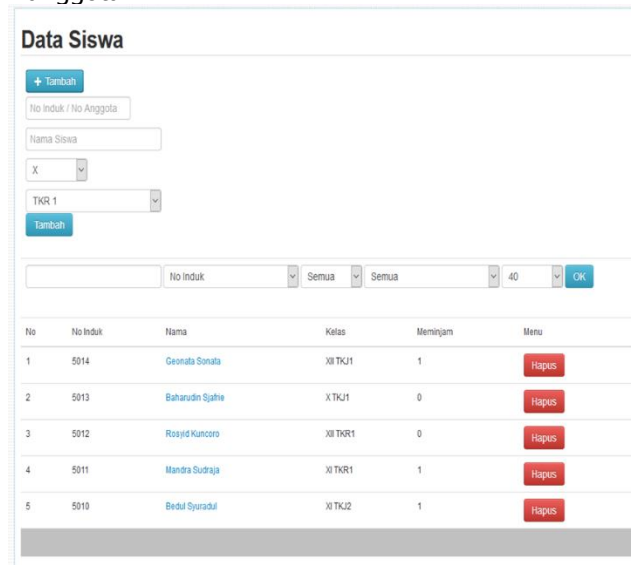 Data Siswa
+ Tambah
No Induk / No Anggota
Nama Siswa
X
TKR 1
Tambah
No Induk Semua Semua 40 OK
No No Induk Nama Kelas Meminjam Menu
1 5014 Geonata Sonata XII TKJ1 1 Hapus
2 5013 Baharudin Sjafrie X TKJ1 0 Hapus
3 5012 Rosyid Kuncoro XII TKR1 0 Hapus
4 5011 Mandra Sudraja XI TKR1 1 Hapus
5 5010 Bedul Syuradul XI TKJ2 1 Hapus